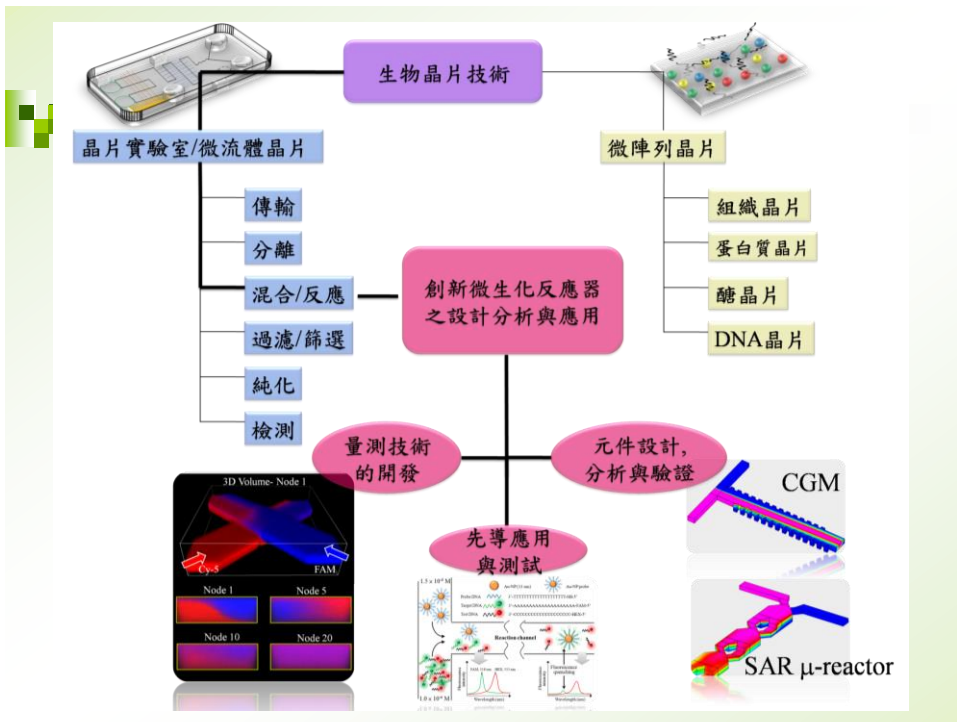 生物晶片技術
晶片實驗室/微流體晶片
微陣列晶片
傳輸
分離
混合/反應
過濾/篩選
純化
檢測
組織晶片
蛋白質晶片
醣晶片
DNA晶片
創新微生化反應器
之設計分析與應用
量測技術
的開發
元件設計,
分析與驗證
先導應用
與測試
3D Volume- Node 1
Cy-5
FAM
Node 1
Node 5
Node 10
Node 20
Reaction channel
Fluorescence
quenching
CGM
SAR μ-reactor